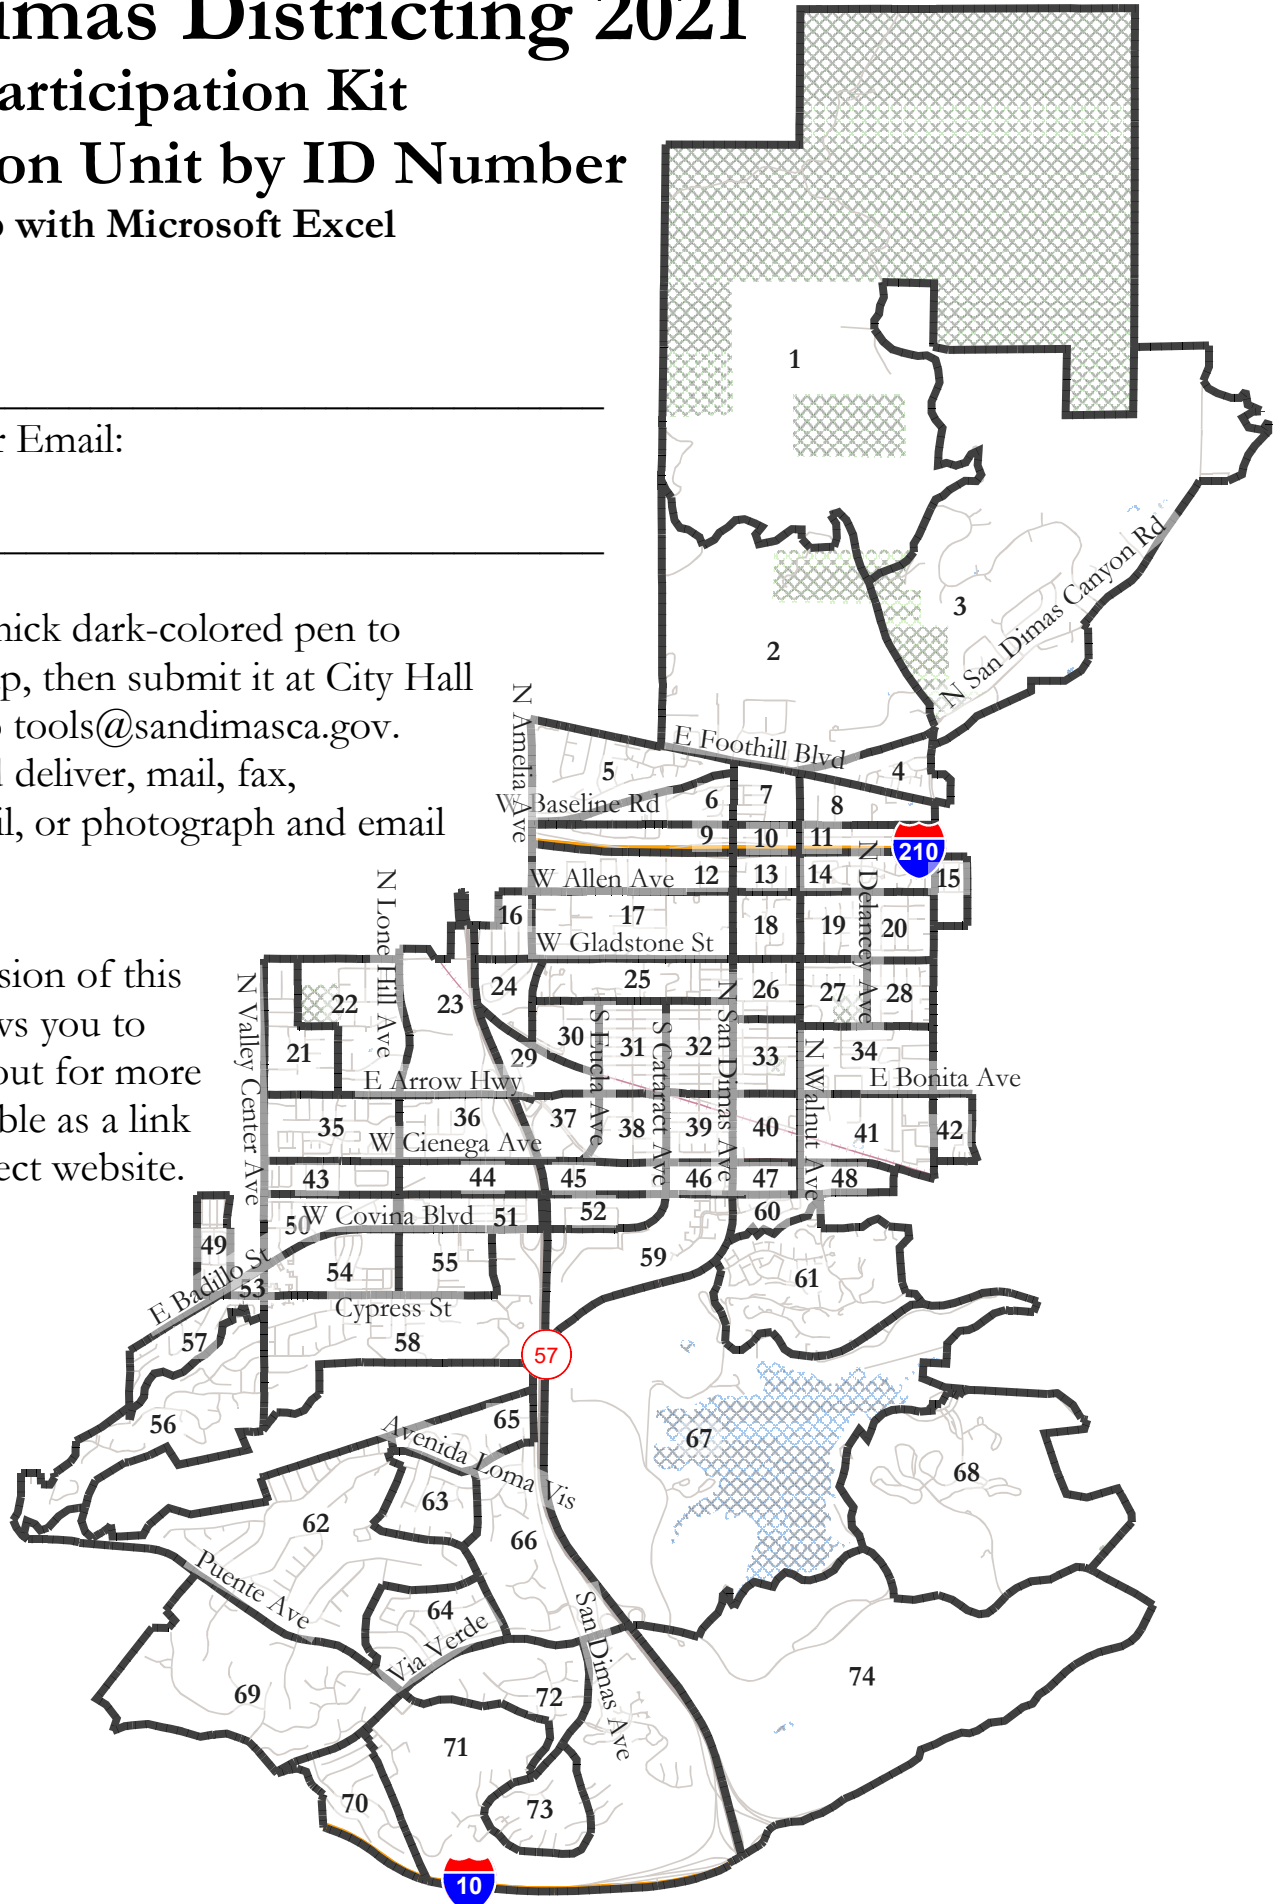 imas Districting 2021
articipation Kit
on Unit by ID Number
with Microsoft Excel
r Email:
hick dark-colored pen to
p, then submit it at City Hall
tools@sandimasca.gov.
deliver, mail, fax,
il, or photograph and email
sion of this
ws you to
out for more
ble as a link
ect website.
1
2
3
N San Dimas Canyon Rd
N Amelia Ave
E Foothill Blvd
4
5
W Baseline Rd
6
7
8
9
10
11
210
W Allen Ave
12
13
14
N Delancey Ave
15
N Lone Hill Ave
16
17
18
19
20
W Gladstone St
N Valley Center Ave
21
22
23
24
25
N San Dimas Ave
26
27
28
29
30
S Eucla Ave
31
S Cataract Ave
32
33
N Walnut Ave
34
E Arrow Hwy
E Bonita Ave
35
36
37
38
39
40
41
42
W Cienega Ave
43
44
45
46
47
48
49
50
W Covina Blvd
51
52
E Badillo St
53
54
55
59
60
61
Cypress St
57
58
57
56
Avenida Loma Vis
65
67
68
62
63
66
Puente Ave
64
Via Verde
San Dimas Ave
69
72
74
71
70
73
10